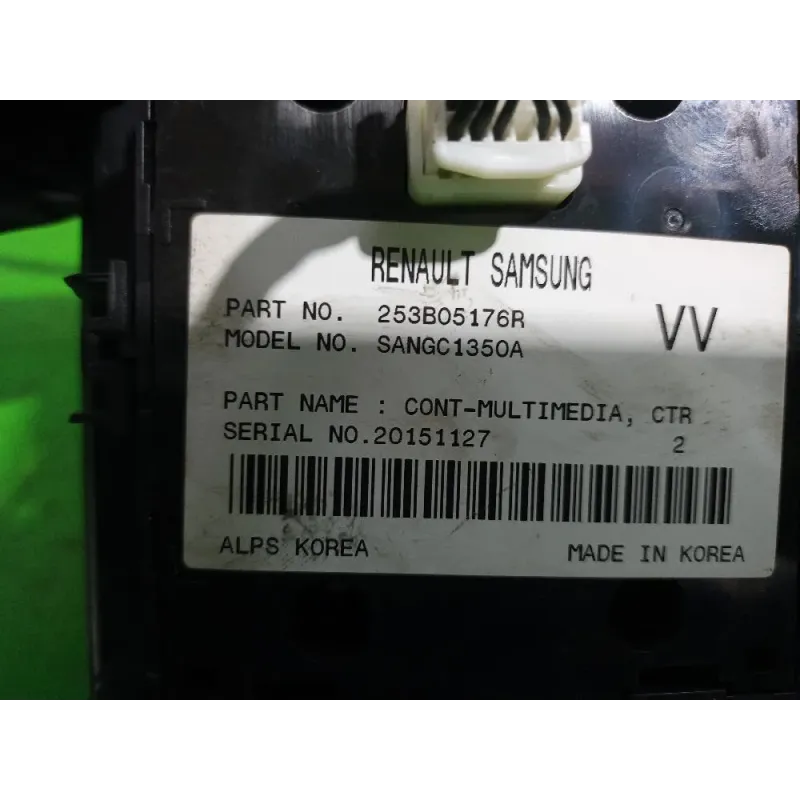 RENAULT SAMSUNG
PART NO. 253B05176R
MODEL NO. SANGC1350A
VV
PART NAME : CONT-MULTIMEDIA, CTR
SERIAL NO.20151127 2
ALPS KOREA MADE IN KOREA